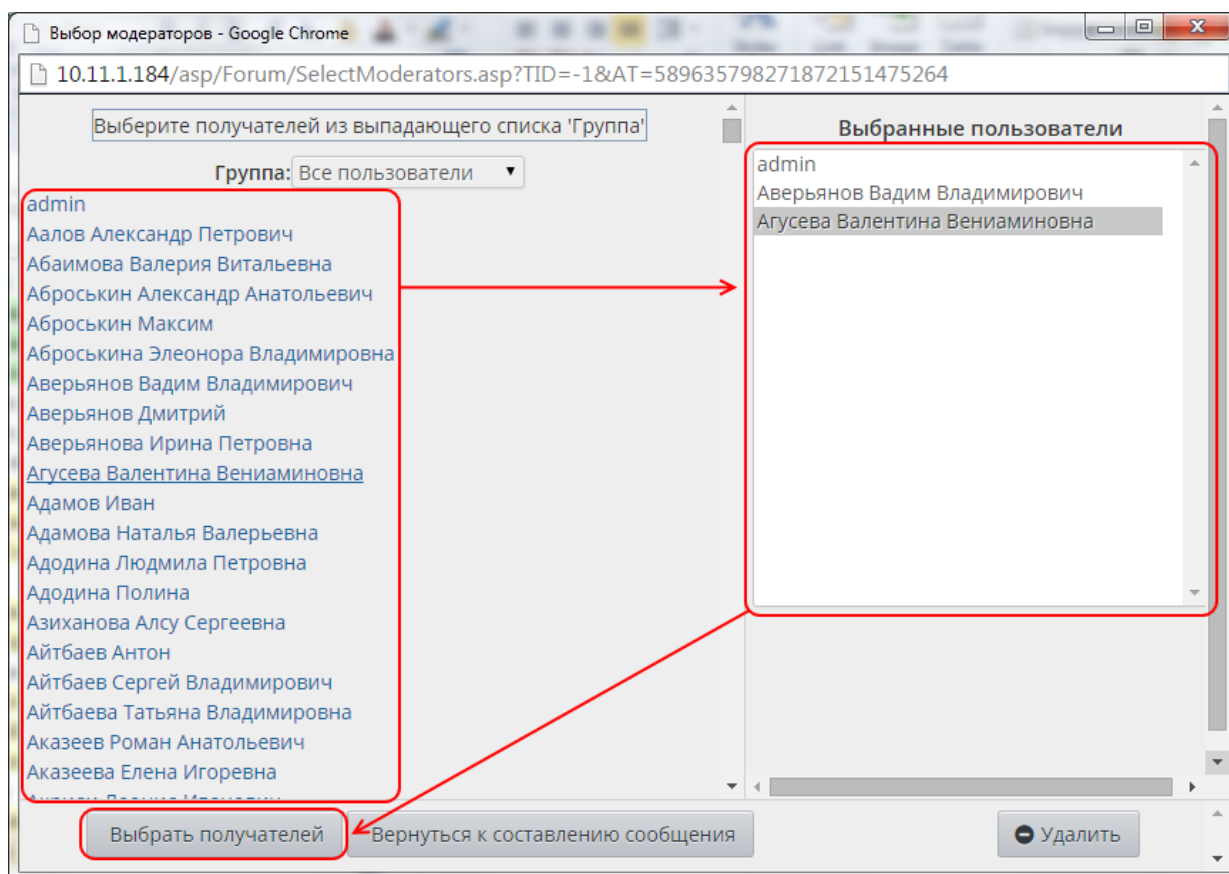 Выбор модераторов - Google Chrome
10.11.1.184/asp/Forum/SelectModerators.asp?TID=-1&AT=589635798271872151475264
Выберите получателей из выпадающего списка 'Группа'
Группа: Все пользователи
admin
Аалов Александр Петрович
Абаимова Валерия Витальевна
Аброськин Александр Анатольевич
Аброськин Максим
Аброськина Элеонора Владимировна
Аверьянов Вадим Владимирович
Аверьянов Дмитрий
Аверьянова Ирина Петровна
Агусева Валентина Вениаминовна
Адамов Иван
Адамова Наталья Валерьевна
Адодина Людмила Петровна
Адодина Полина
Азиханова Алсу Сергеевна
Айтбаев Антон
Айтбаев Сергей Владимирович
Айтбаева Татьяна Владимировна
Аказеев Роман Анатольевич
Аказеева Елена Игоревна
Выбранные пользователи
admin
Аверьянов Вадим Владимирович
Агусева Валентина Вениаминовна
Выбрать получателей
Вернуться к составлению сообщения
Удалить